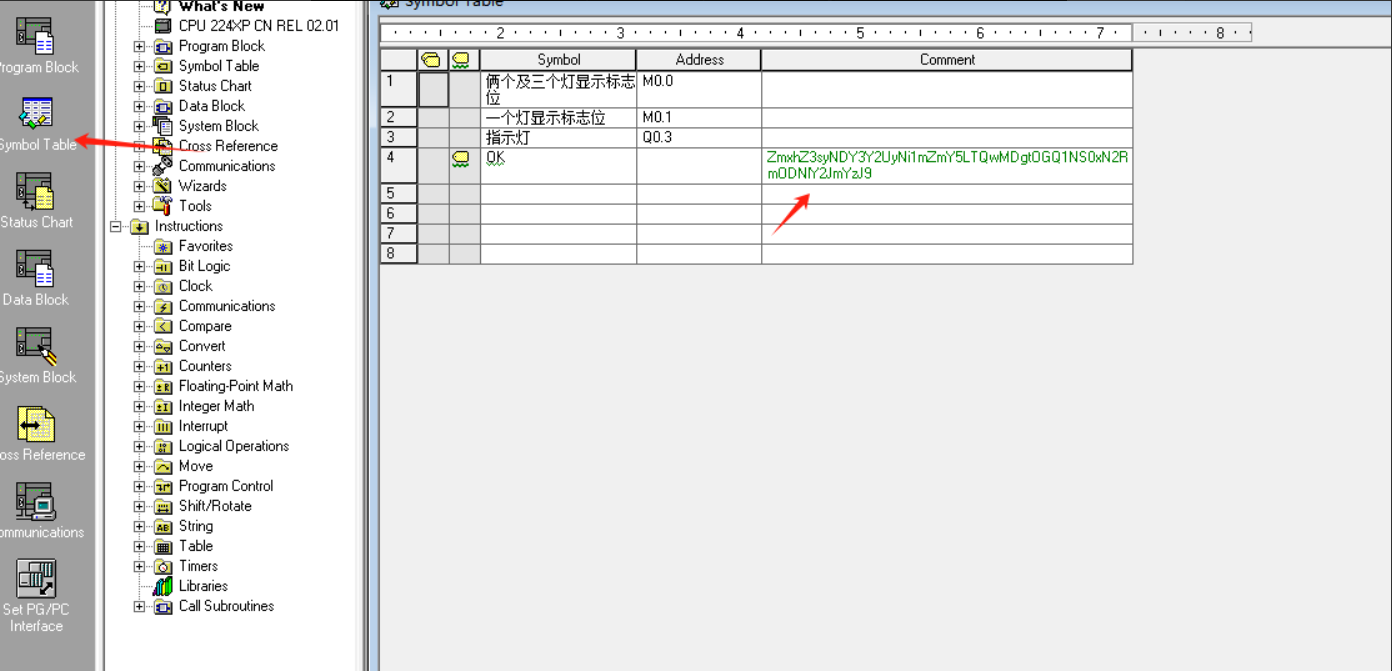 What's New
CPU 224XP CN REL 02.01
Program Block
Symbol Table
Status Chart
Data Block
System Block
Cross Reference
Communications
Wizards
Tools
Instructions
Favorites
Bit Logic
Clock
Communications
Compare
Convert
Counters
Floating-Point Math
Integer Math
Interrupt
Logical Operations
Move
Program Control
Shift/Rotate
String
Table
Timers
Libraries
Call Subroutines
rogram Block
Symbol Table
Status Chart
Data Block
System Block
oss Reference
ommunications
Set PG/PC
Interface
Symbol Table
2 3 4 5 6 7 8
Symbol Address Comment
1 俩个及三个灯显示标志 M0.0
位
2 一个灯显示标志位 M0.1
3 指示灯 Q0.3
4 OK ZmxhZ3syNDY3Y2UyNi1mZmY5LTQwMDgtOGQ1NS0xN2R
mODNlY2JmYzJ9
5
6
7
8